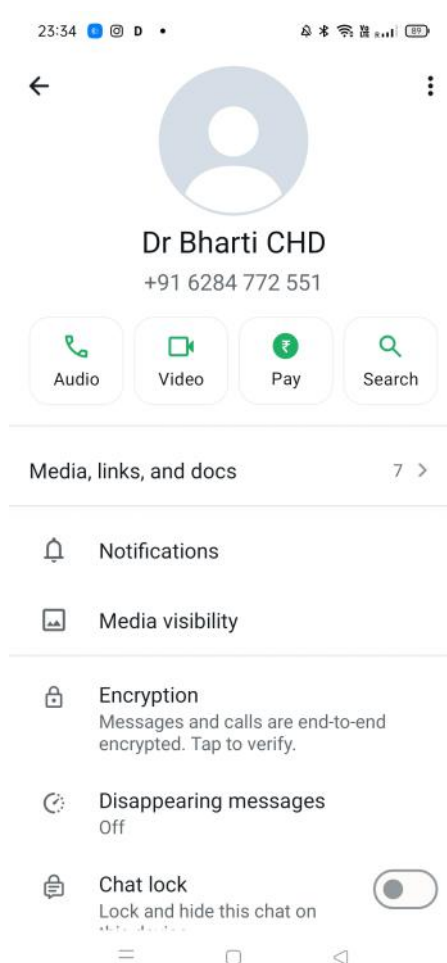 23:34
D
89
Dr Bharti CHD
+91 6284 772 551
Audio
Video
₹
Pay
Search
Media, links, and docs
7
Notifications
Media visibility
Encryption
Messages and calls are end-to-end
encrypted. Tap to verify.
Disappearing messages
Off
Chat lock
Lock and hide this chat on